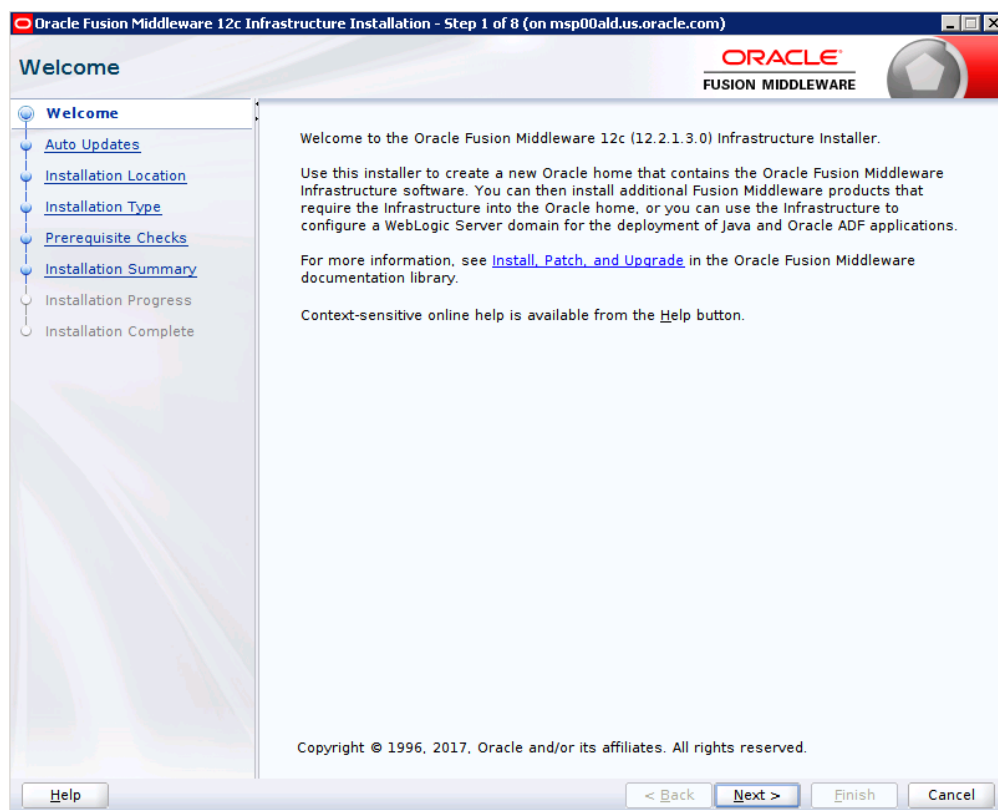 Oracle Fusion Middleware 12c Infrastructure Installation - Step 1 of 8 (on msp00ald.us.oracle.com)
Welcome
ORACLE
FUSION MIDDLEWARE
Welcome
Auto Updates
Installation Location
Installation Type
Prerequisite Checks
Installation Summary
Installation Progress
Installation Complete
Welcome to the Oracle Fusion Middleware 12c (12.2.1.3.0) Infrastructure Installer.
Use this installer to create a new Oracle home that contains the Oracle Fusion Middleware
Infrastructure software. You can then install additional Fusion Middleware products that
require the Infrastructure into the Oracle home, or you can use the Infrastructure to
configure a WebLogic Server domain for the deployment of Java and Oracle ADF applications.
For more information, see Install, Patch, and Upgrade in the Oracle Fusion Middleware
documentation library.
Context-sensitive online help is available from the Help button.
Copyright © 1996, 2017, Oracle and/or its affiliates. All rights reserved.
Help
< Back
Next >
Finish
Cancel